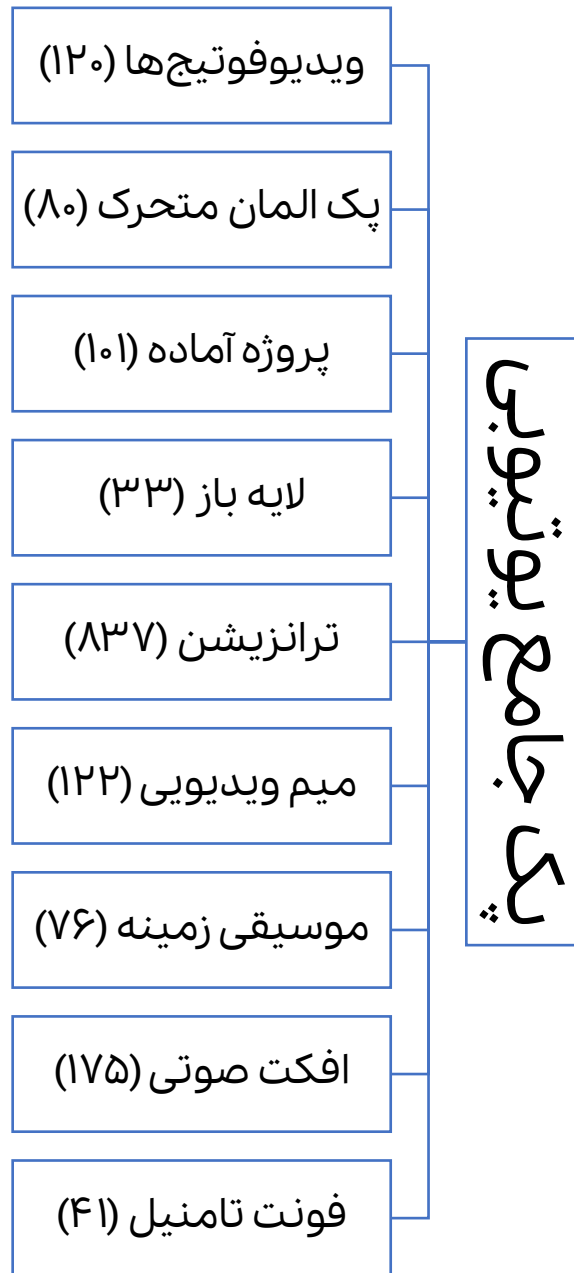 پک جامع یوتیوبی
ویدیوفوتیج‌ها (۱۲۰)
پک المان متحرک (۸۰)
پروژه آماده (۱۰۱)
لایه باز (۳۳)
ترانزیشن (۸۳۷)
میم ویدیویی (۱۲۲)
موسیقی زمینه (۷۶)
افکت صوتی (۱۷۵)
فونت تامنیل (۴۱)